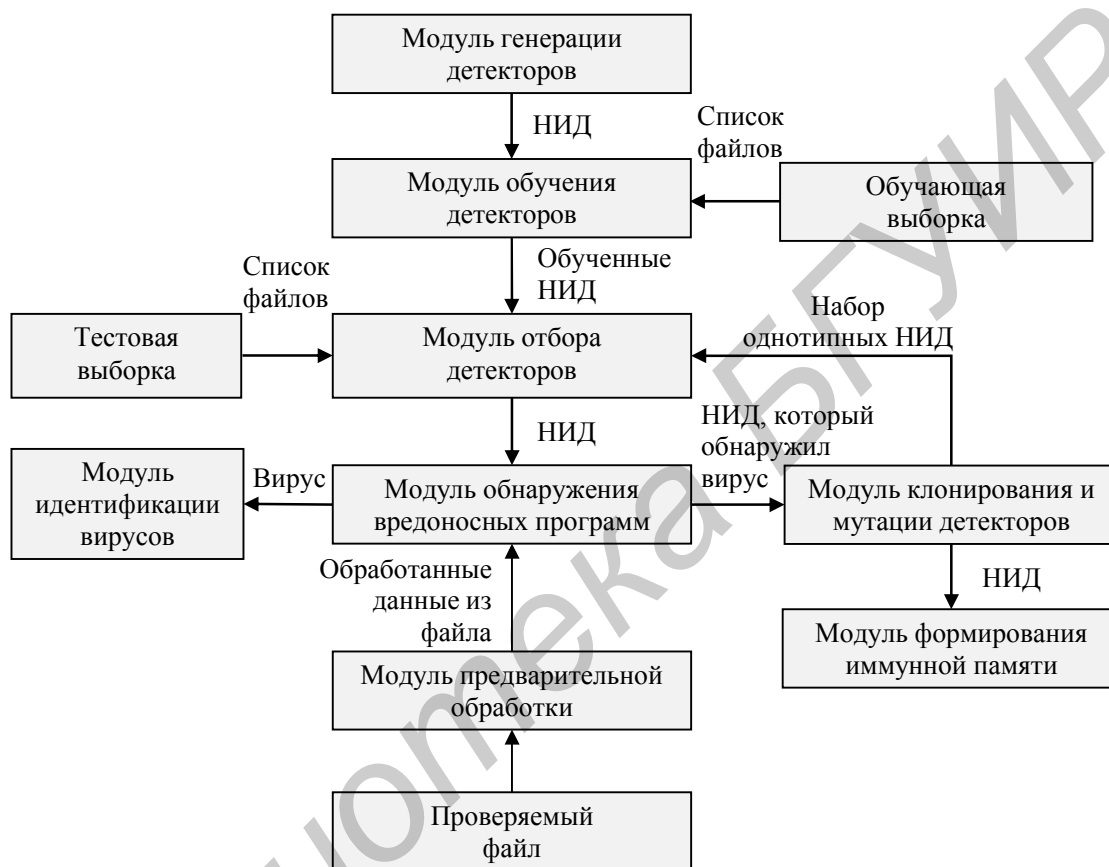 Модуль генерации
детекторов
НИД
Список
файлов
Модуль обучения
детекторов
Обучающая
выборка
Обученные
НИД
Список
файлов
Набор
однотипных НИД
Тестовая
выборка
Модуль отбора
детекторов
НИД
НИД, который
обнаружил
вирус
Модуль
идентификации
вирусов
Вирус
Модуль обнаружения
вредоносных программ
Модуль клонирования и
мутации детекторов
Обработанные
данные из
файла
НИД
Модуль формирования
иммунной памяти
Модуль предварительной
обработки
Проверяемый
файл
иотека БГУИР